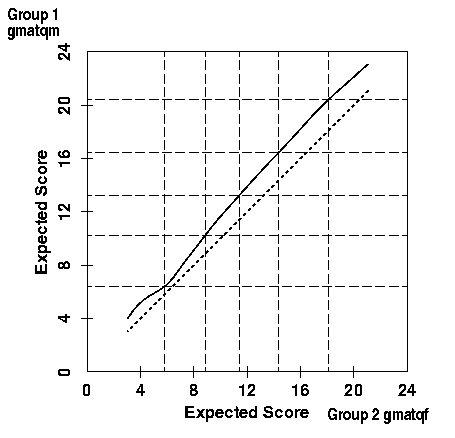 Group 1
gmatqm
24
20
16
12
8
4
0
Expected Score
0 4 8 12 16 20 24
Expected Score Group 2 gmatqf